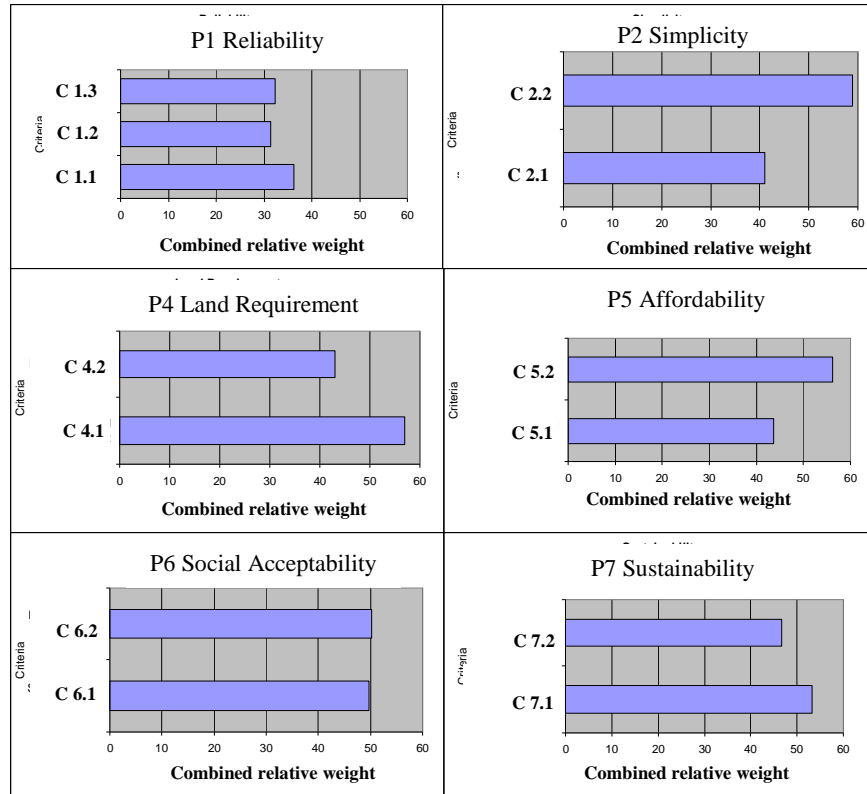 P1 Reliability
C 1.3
C 1.2
C 1.1
Criteria
0 10 20 30 40 50 60
Combined relative weight
P2 Simplicity
C 2.2
C 2.1
Criteria
0 10 20 30 40 50 60
Combined relative weight
P4 Land Requirement
C 4.2
C 4.1
Criteria
0 10 20 30 40 50 60
Combined relative weight
P5 Affordability
C 5.2
C 5.1
Criteria
0 10 20 30 40 50 60
Combined relative weight
P6 Social Acceptability
C 6.2
C 6.1
Criteria
0 10 20 30 40 50 60
Combined relative weight
P7 Sustainability
C 7.2
C 7.1
Criteria
0 10 20 30 40 50 60
Combined relative weight